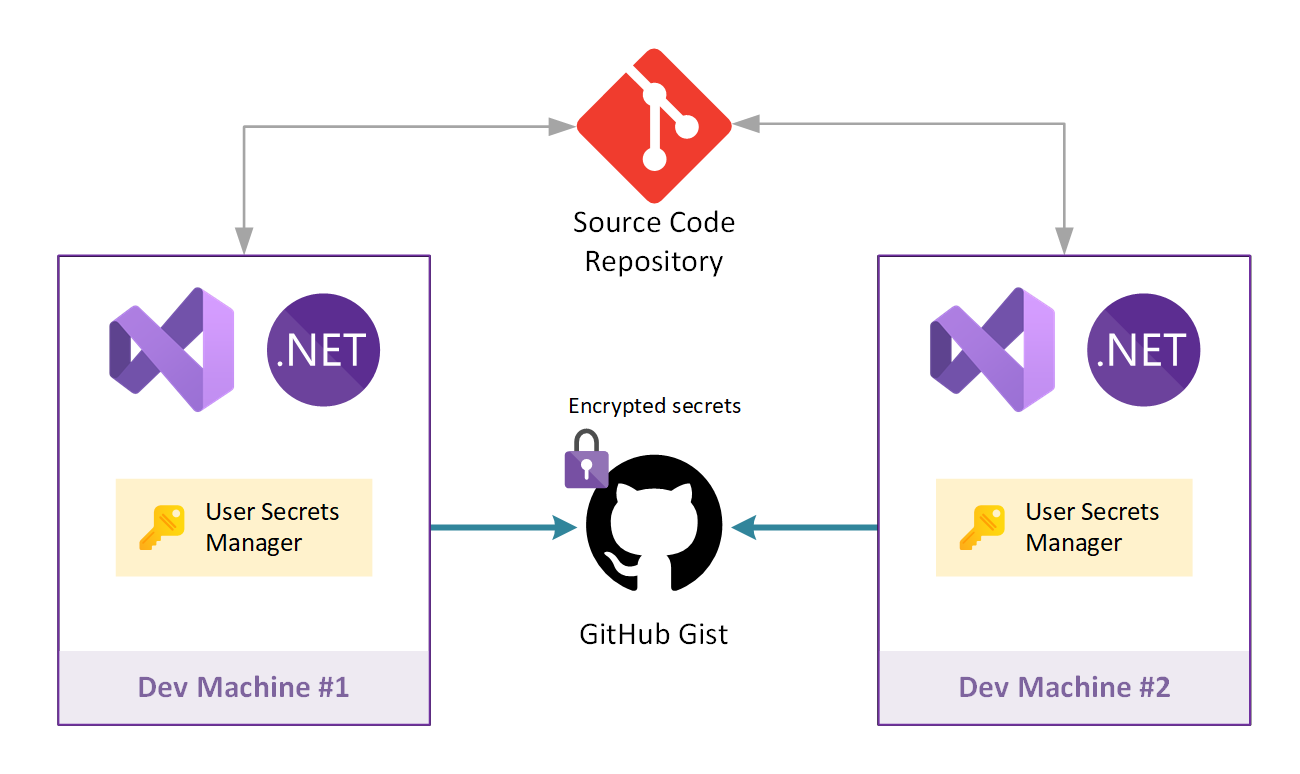 Source Code
Repository
.NET
.NET
Encrypted secrets
User Secrets
Manager
User Secrets
Manager
GitHub Gist
Dev Machine #1
Dev Machine #2